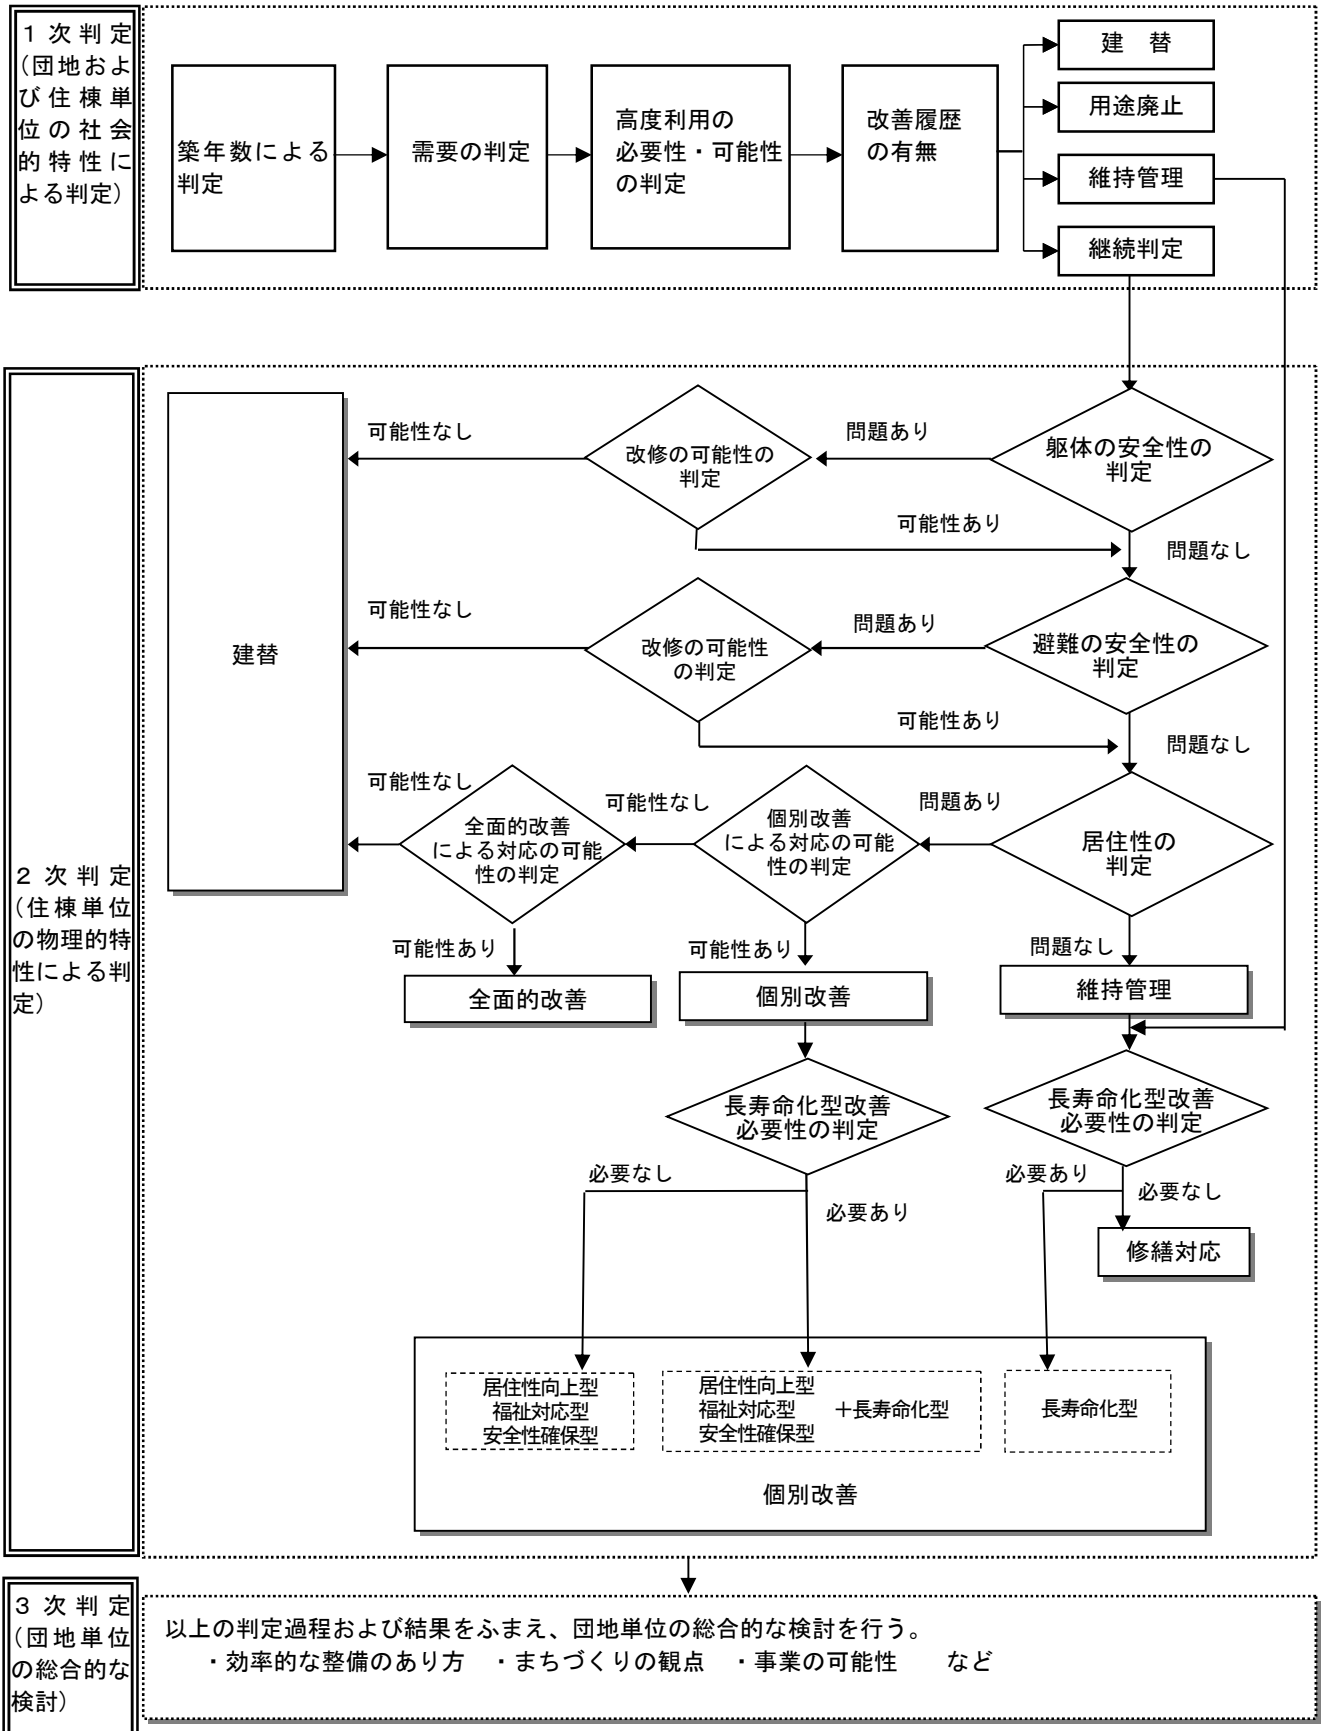 １次判定
（団地およ
び住棟単
位の社会
的特性に
よる判定）
築年数による
判定
需要の判定
高度利用の
必要性・可能性
の判定
改善履歴
の有無
建　替
用途廃止
維持管理
継続判定
２次判定
（住棟単位
の物理的特
性による判
定）
建替
可能性なし
改修の可能性の
判定
問題あり
躯体の安全性の
判定
可能性あり
問題なし
可能性なし
改修の可能性
の判定
問題あり
避難の安全性の
判定
可能性あり
問題なし
可能性なし
全面的改善
による対応の可能
性の判定
可能性なし
個別改善
による対応の可能
性の判定
問題あり
居住性の
判定
可能性あり
可能性あり
問題なし
全面的改善
個別改善
維持管理
長寿命化型改善
必要性の判定
長寿命化型改善
必要性の判定
必要なし
必要あり
必要あり
必要なし
修繕対応
居住性向上型
福祉対応型
安全性確保型
居住性向上型
福祉対応型　＋長寿命化型
安全性確保型
長寿命化型
個別改善
３次判定
（団地単位
の総合的な
検討）
以上の判定過程および結果をふまえ、団地単位の総合的な検討を行う。
・効率的な整備のあり方　・まちづくりの観点　・事業の可能性　　など